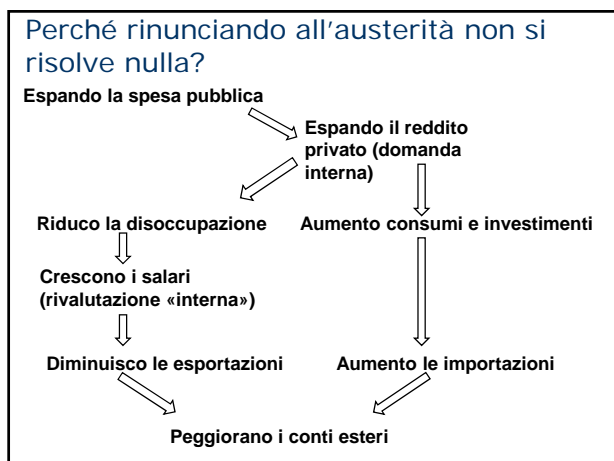 Perché rinunciando all'austerità non si
risolve nulla?
Espando la spesa pubblica
Espando il reddito
privato (domanda
interna)
Riduco la disoccupazione
Aumento consumi e investimenti
Crescono i salari
(rivalutazione «interna»)
Diminuisco le esportazioni
Aumento le importazioni
Peggiorano i conti esteri